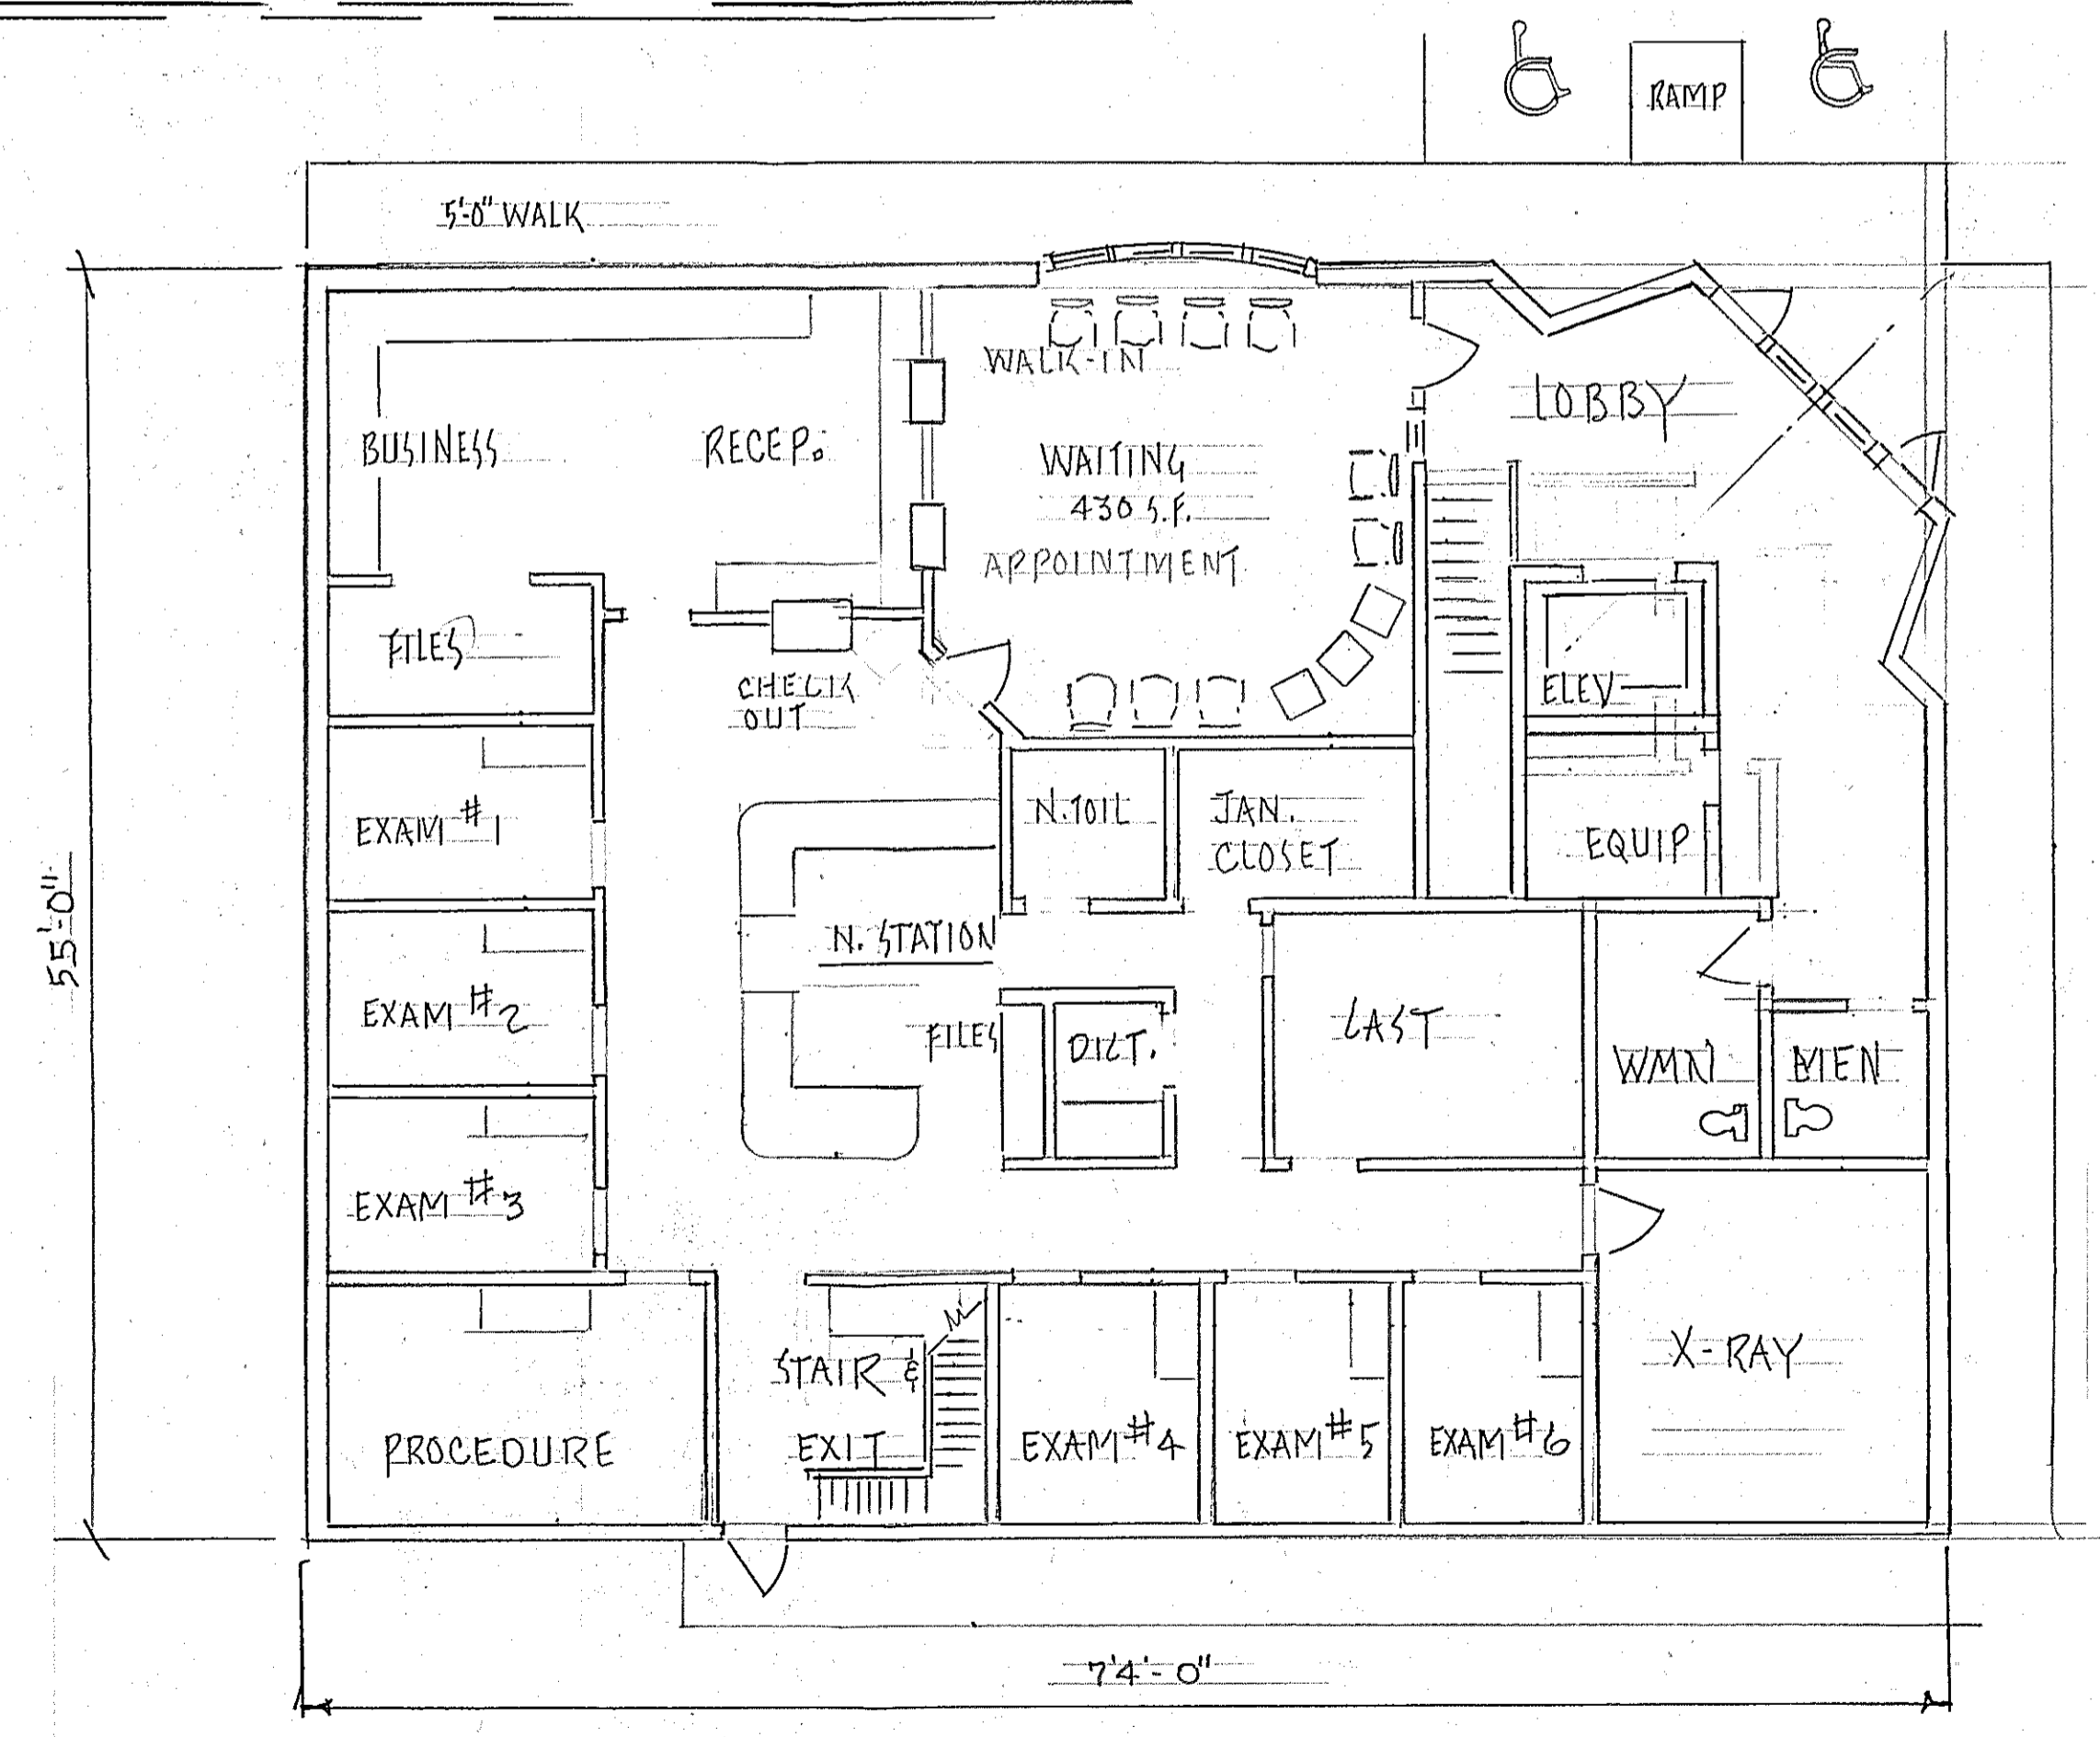 RAMP
5'-0" WALK
WALK-IN
LOBBY
BUSINESS
RECEP.
WAITING
430 S.F.
APPOINTMENT
FILES
CHECK
OUT
ELEV
EXAM #1
N. TOIL
JAN.
CLOSET
EQUIP
55'-0"
N. STATION
EXAM #2
FILES
DICT.
CAST
WMN
MEN
EXAM #3
STAIR &
EXIT
X-RAY
PROCEDURE
EXAM #4
EXAM #5
EXAM #6
7'4'-0"